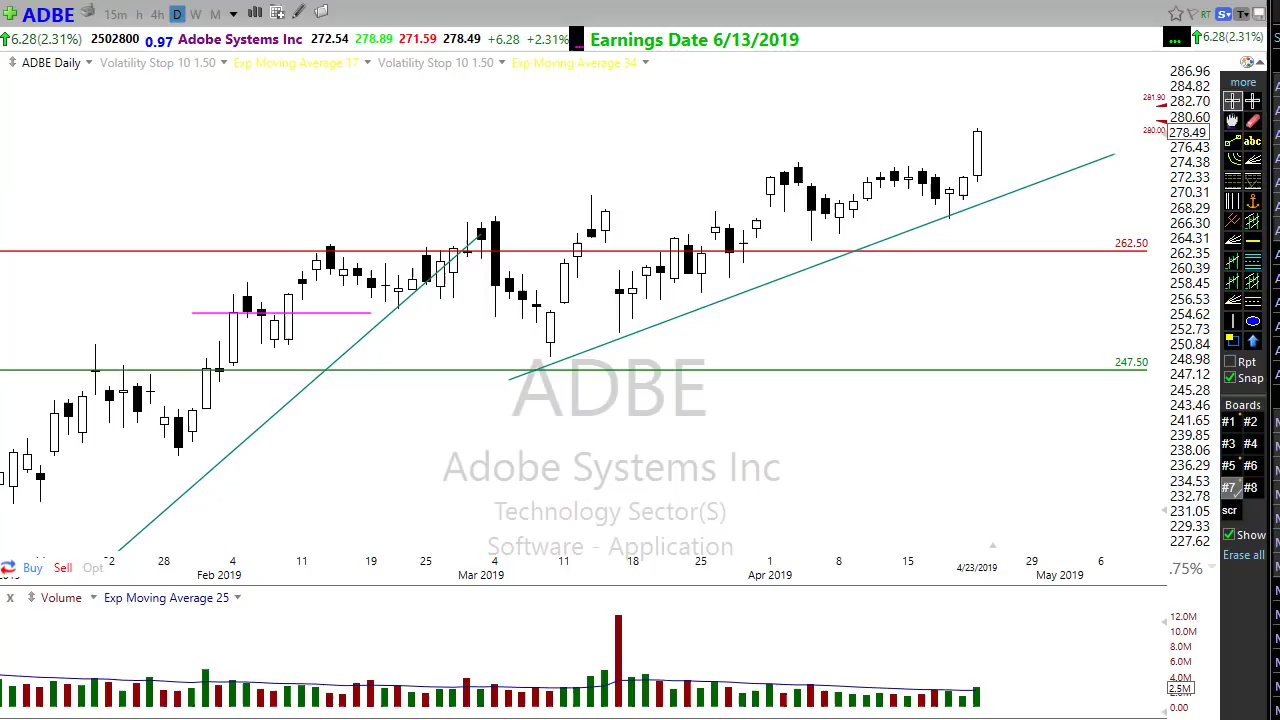 ADBE 15m h 4h D W M RT S T
6.28(2.31%) 2502800 0.97 Adobe Systems Inc 272.54 278.89 271.59 278.49 +6.28 +2.31% ... Earnings Date 6/13/2019 ... 6.28(2.31%)
ADBE Daily Volatility Stop 10 1.50 Exp Moving Average 17 Volatility Stop 10 1.50 Exp Moving Average 34
286.96
284.82
281.90
282.70
280.60
280.00
278.49
276.43
274.38
272.33
270.31
268.29
266.30
264.31
262.50
262.35
260.39
258.45
256.53
254.62
252.73
250.84
248.98
247.50
247.12
245.28
243.46
241.65
239.85
238.06
236.29
234.53
232.78
231.05
229.33
227.62
more
abc
Rpt
Snap
Boards
#1 #2
#3 #4
#5 #6
#7 #8
scr
Show
Erase all
ADBE
Adobe Systems Inc
Technology Sector(S)
Software - Application
28 4 11 19 25 4 11 18 25 1 8 15 4/23/2019 29 6
Buy Sell Opt
Feb 2019 Mar 2019 Apr 2019 May 2019
.75%
x Volume Exp Moving Average 25
12.0M
10.0M
8.0M
6.0M
4.0M
2.5M
0.00